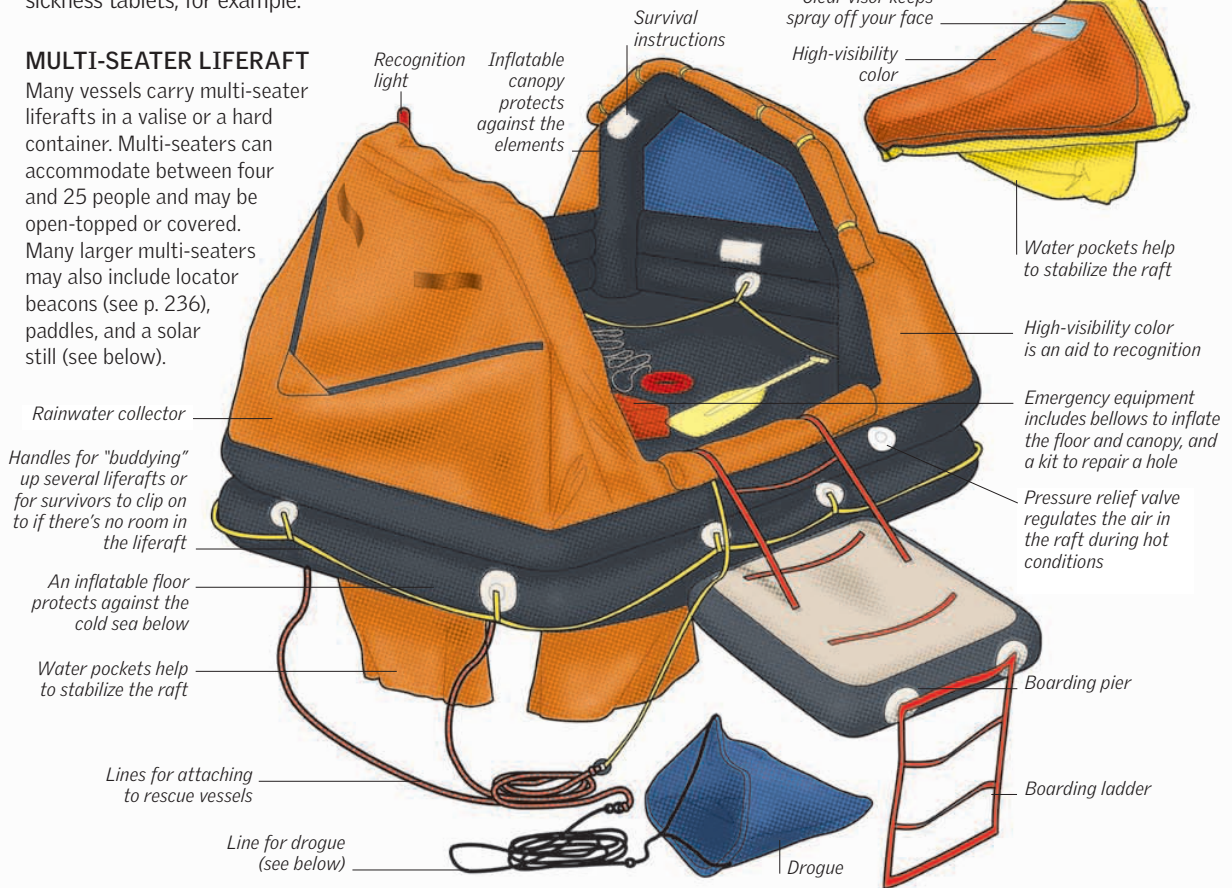 sickness tablets, for example.
MULTI-SEATER LIFERAFT
Many vessels carry multi-seater
liferafts in a valise or a hard
container. Multi-seaters can
accommodate between four
and 25 people and may be
open-topped or covered.
Many larger multi-seaters
may also include locator
beacons (see p. 236),
paddles, and a solar
still (see below).
Recognition
light
Inflatable
canopy
protects
against the
elements
Survival
instructions
Clear visor keeps
spray off your face
High-visibility
color
Water pockets help
to stabilize the raft
High-visibility color
is an aid to recognition
Emergency equipment
includes bellows to inflate
the floor and canopy, and
a kit to repair a hole
Pressure relief valve
regulates the air in
the raft during hot
conditions
Rainwater collector
Handles for "buddying"
up several liferafts or
for survivors to clip on
to if there's no room in
the liferaft
An inflatable floor
protects against the
cold sea below
Water pockets help
to stabilize the raft
Lines for attaching
to rescue vessels
Line for drogue
(see below)
Drogue
Boarding pier
Boarding ladder